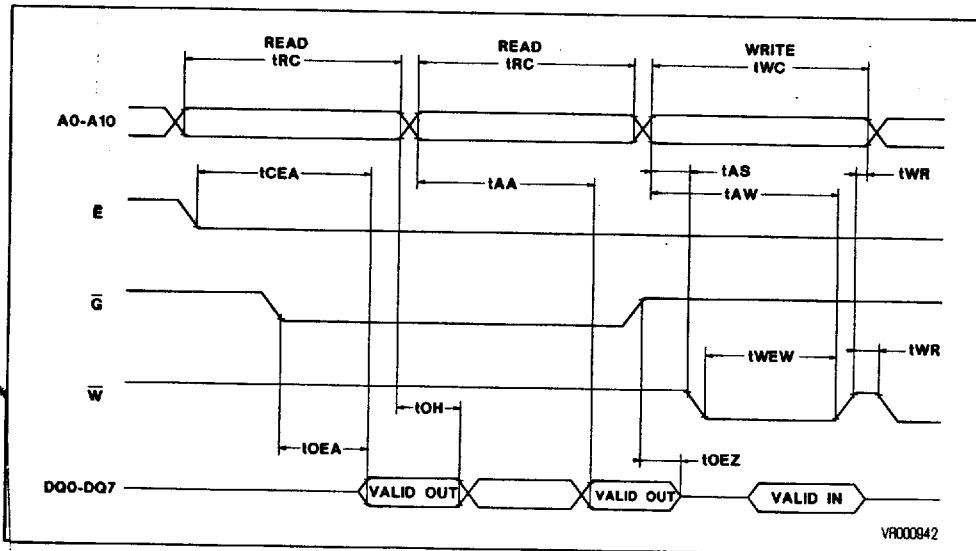 READ
tRC
READ
tRC
WRITE
tWC
A0-A10
tCEA
tAA
tAS
tWR
tAW
E
G
tWEW
tWR
W
tOH
tOEA
tOEZ
DQ0-DQ7
VALID OUT
VALID OUT
VALID IN
VR000942